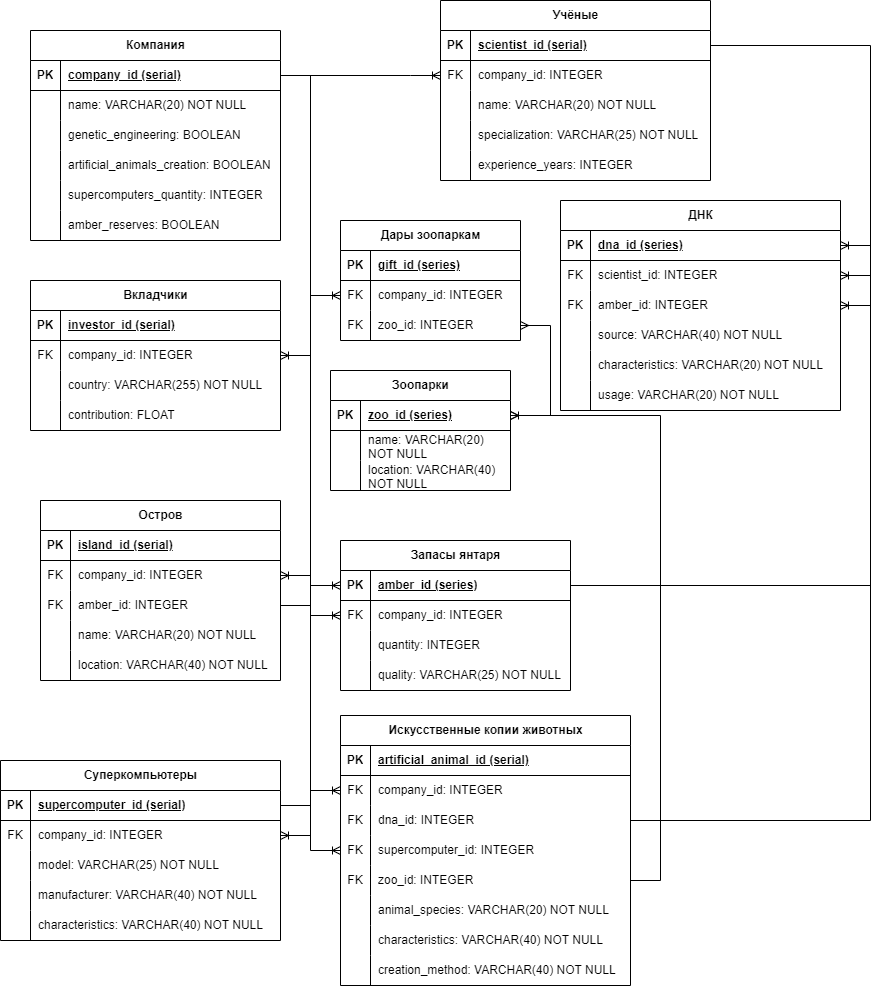 Компания
PK company_id (serial)
name: VARCHAR(20) NOT NULL
genetic_engineering: BOOLEAN
artificial_animals_creation: BOOLEAN
supercomputers_quantity: INTEGER
amber_reserves: BOOLEAN
Учёные
PK scientist_id (serial)
FK company_id: INTEGER
name: VARCHAR(20) NOT NULL
specialization: VARCHAR(25) NOT NULL
experience_years: INTEGER
Дары зоопаркам
PK gift_id (series)
FK company_id: INTEGER
FK zoo_id: INTEGER
ДНК
PK dna_id (series)
FK scientist_id: INTEGER
FK amber_id: INTEGER
source: VARCHAR(40) NOT NULL
characteristics: VARCHAR(20) NOT NULL
usage: VARCHAR(20) NOT NULL
Вкладчики
PK investor_id (serial)
FK company_id: INTEGER
country: VARCHAR(255) NOT NULL
contribution: FLOAT
Зоопарки
PK zoo_id (series)
name: VARCHAR(20)
NOT NULL
location: VARCHAR(40)
NOT NULL
Остров
PK island_id (serial)
FK company_id: INTEGER
FK amber_id: INTEGER
name: VARCHAR(20) NOT NULL
location: VARCHAR(40) NOT NULL
Запасы янтаря
PK amber_id (series)
FK company_id: INTEGER
quantity: INTEGER
quality: VARCHAR(25) NOT NULL
Суперкомпьютеры
PK supercomputer_id (serial)
FK company_id: INTEGER
model: VARCHAR(25) NOT NULL
manufacturer: VARCHAR(40) NOT NULL
characteristics: VARCHAR(40) NOT NULL
Искусственные копии животных
PK artificial_animal_id (serial)
FK company_id: INTEGER
FK dna_id: INTEGER
FK supercomputer_id: INTEGER
FK zoo_id: INTEGER
animal_species: VARCHAR(20) NOT NULL
characteristics: VARCHAR(40) NOT NULL
creation_method: VARCHAR(40) NOT NULL